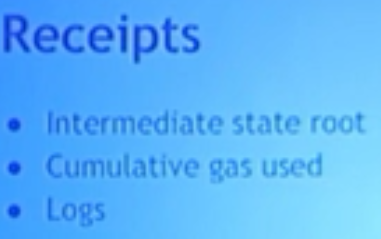 Receipts
• Intermediate state root
• Cumulative gas used
• Logs